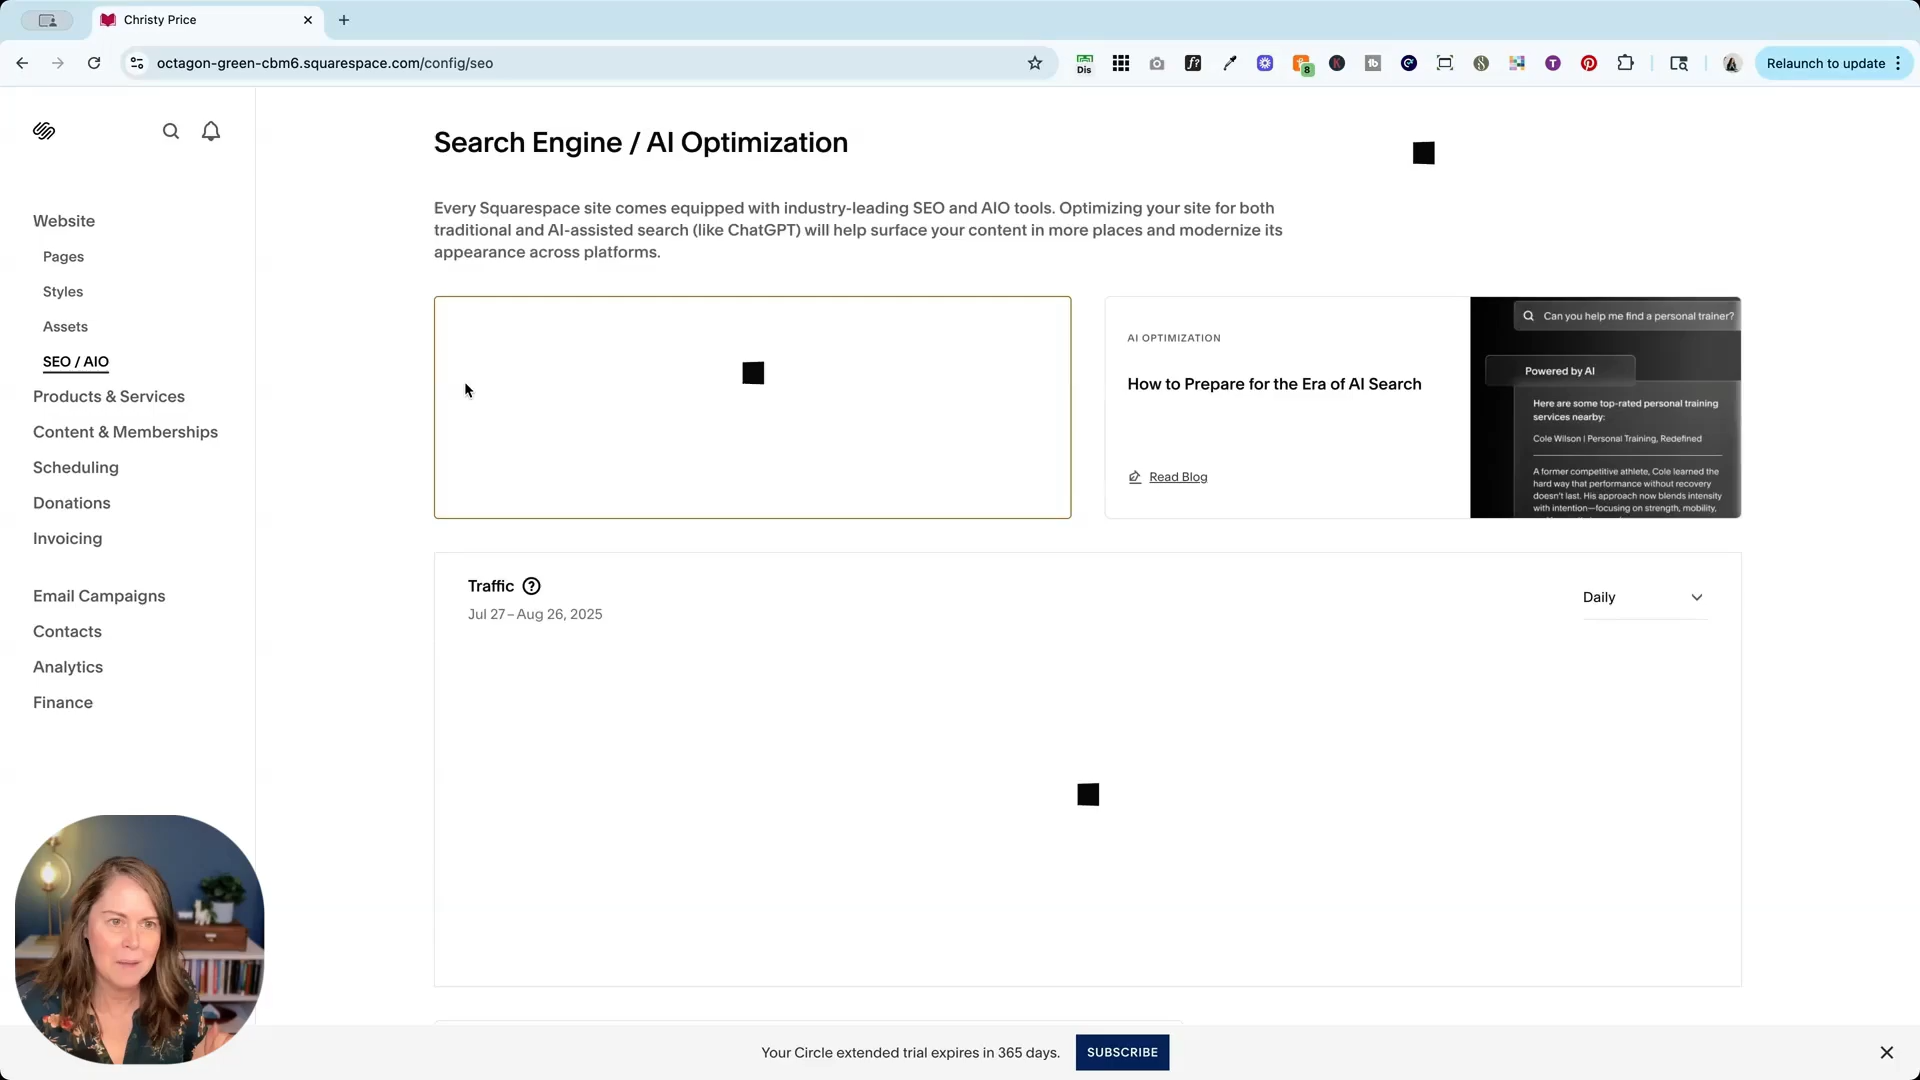 Christy Price
octagon-green-cbm6.squarespace.com/config/seo
Dis
8
Relaunch to update
Search Engine / AI Optimization
Every Squarespace site comes equipped with industry-leading SEO and AIO tools. Optimizing your site for both
traditional and AI-assisted search (like ChatGPT) will help surface your content in more places and modernize its
appearance across platforms.
Website
Pages
Styles
Assets
SEO / AIO
Products & Services
Content & Memberships
Scheduling
Donations
Invoicing
Email Campaigns
Contacts
Analytics
Finance
AI OPTIMIZATION
How to Prepare for the Era of AI Search
Read Blog
Can you help me find a personal trainer?
Powered by AI
Here are some top-rated personal training
services nearby:
Cole Wilson | Personal Training, Redefined
A former competitive athlete, Cole learned the
hard way that performance without recovery
doesn't last. His approach now blends intensity
with intention—focusing on strength, mobility,
Traffic
Jul 27 – Aug 26, 2025
Daily
Your Circle extended trial expires in 365 days.
SUBSCRIBE